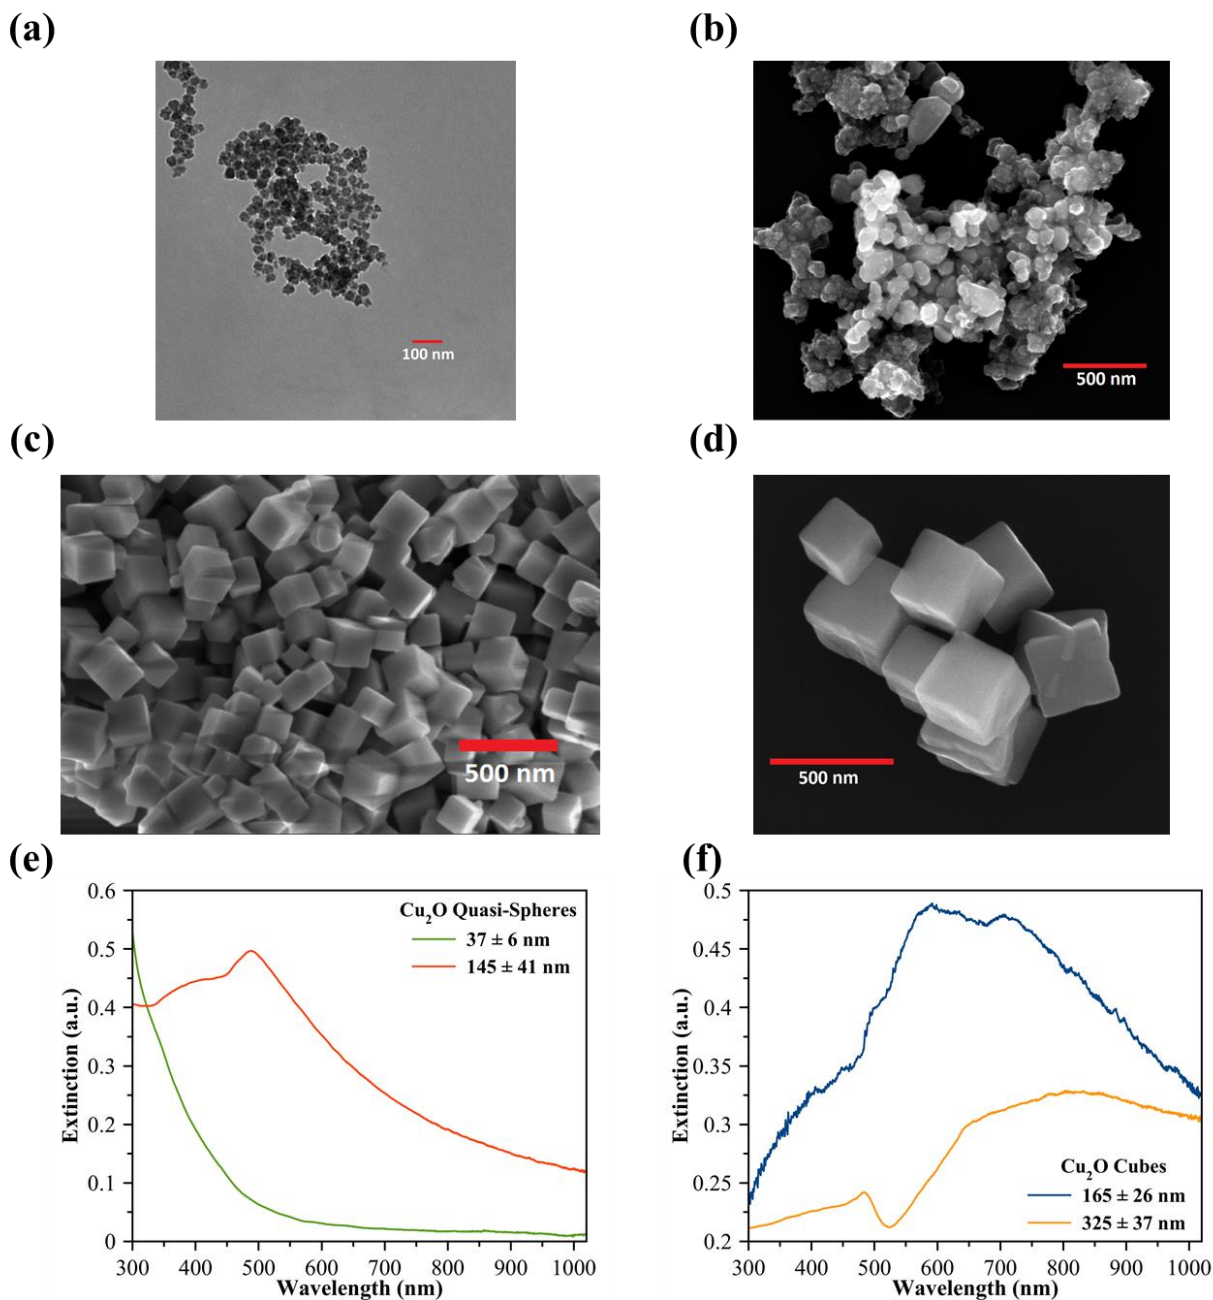 (a)
(b)
100 nm
500 nm
(c)
(d)
500 nm
500 nm
(e)
(f)
0.6
0.5
0.4
0.3
0.2
0.1
0
Extinction (a.u.)
Cu₂O Quasi-Spheres
37 ± 6 nm
145 ± 41 nm
300 400 500 600 700 800 900 1000
Wavelength (nm)
0.5
0.45
0.4
0.35
0.3
0.25
0.2
Extinction (a.u.)
Cu₂O Cubes
165 ± 26 nm
325 ± 37 nm
300 400 500 600 700 800 900 1000
Wavelength (nm)